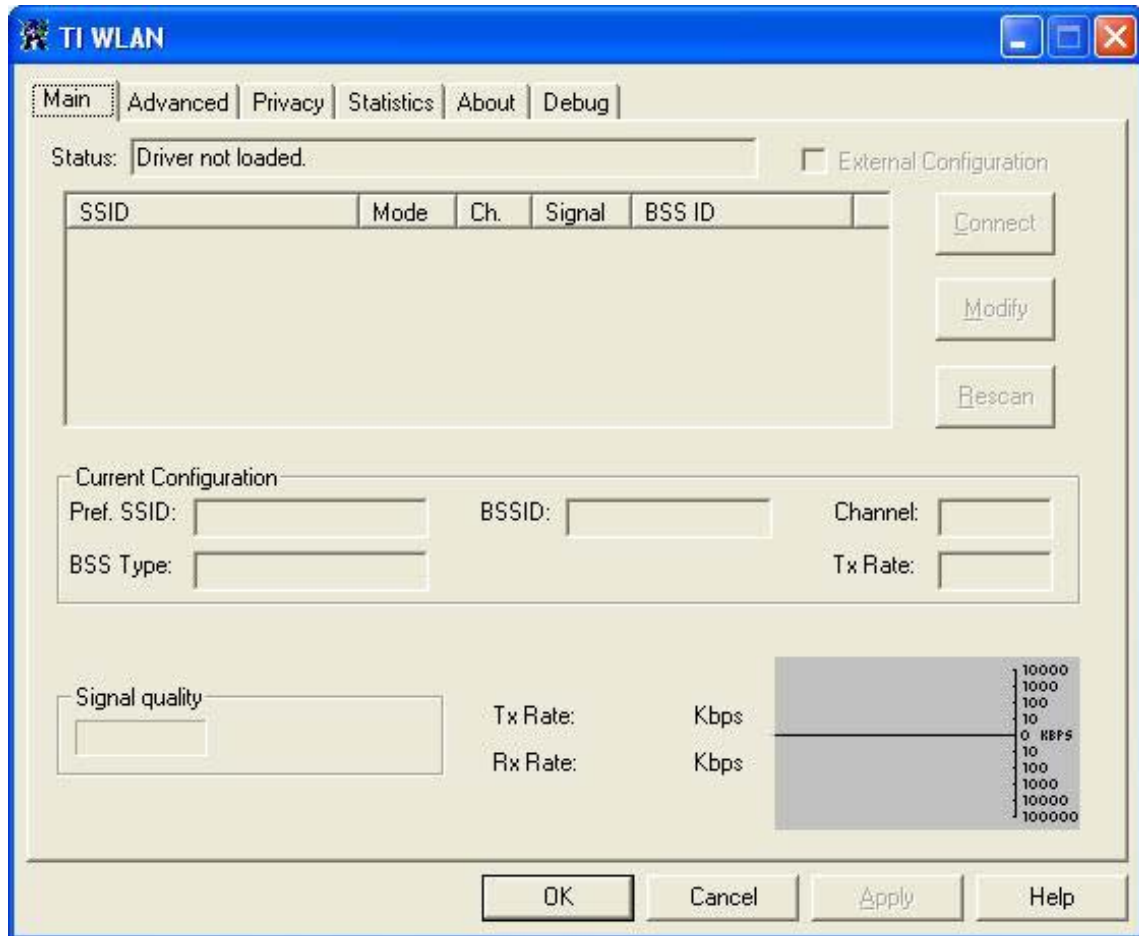 TI WLAN
Main Advanced Privacy Statistics About Debug
Status: Driver not loaded. External Configuration
SSID Mode Ch. Signal BSS ID
Connect
Modify
Rescan
Current Configuration
Pref. SSID: BSSID: Channel:
BSS Type: Tx Rate:
Signal quality
Tx Rate: Kbps
Rx Rate: Kbps
10000
1000
100
10
0 KBPS
10
100
1000
10000
100000
OK Cancel Apply Help